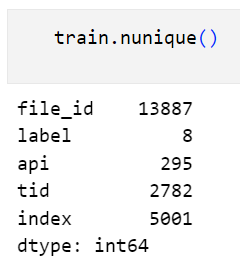 train.nunique()
file_id    13887
label          8
api          295
tid         2782
index       5001
dtype: int64